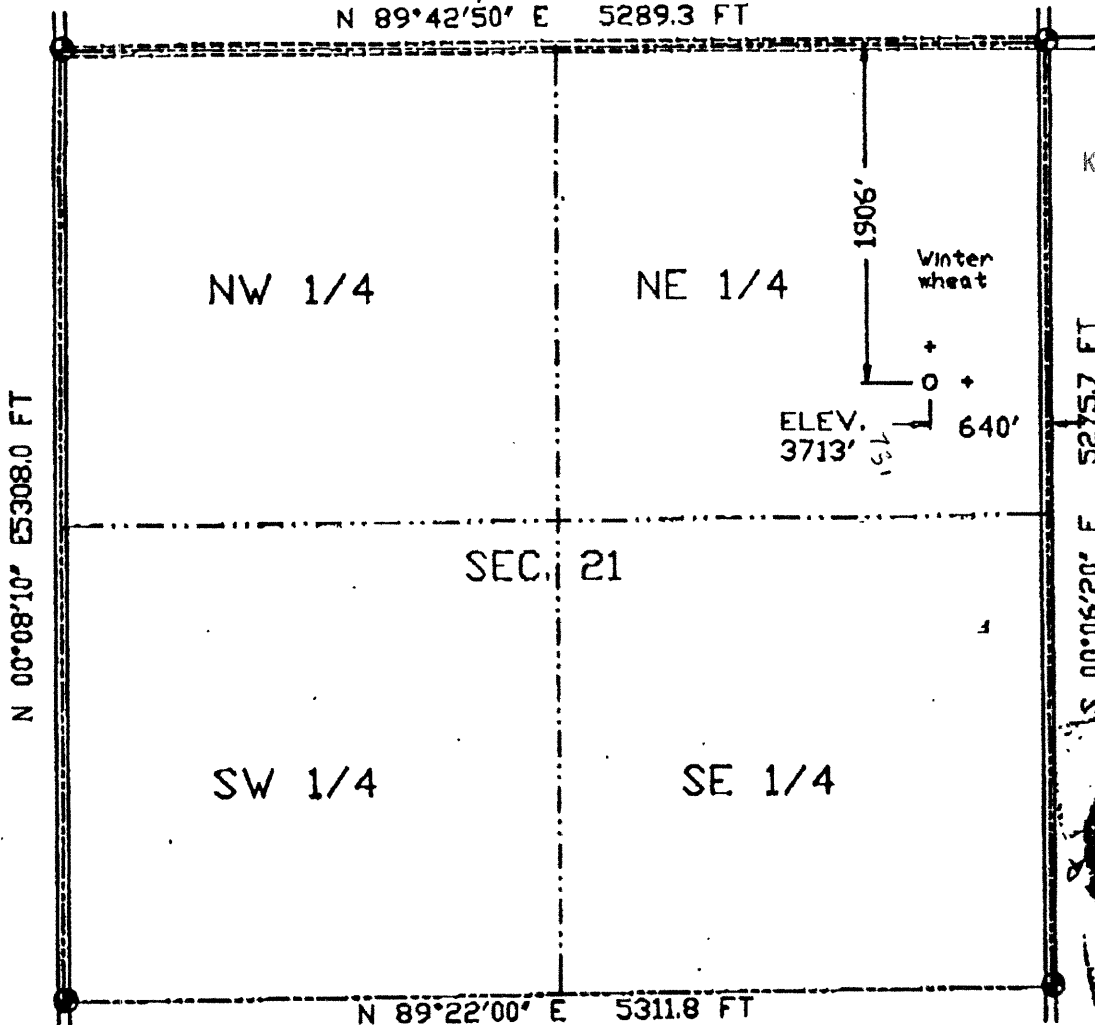 N 89°42'50" E 5289.3 FT
K
1906'
Winter
wheat
NW 1/4
NE 1/4
N 00°08'10" E5308.0 FT
5275.7 FT
ELEV.
3713'
640'
SEC. 21
S 00°06'20" E
SW 1/4
SE 1/4
N 89°22'00" E 5311.8 FT